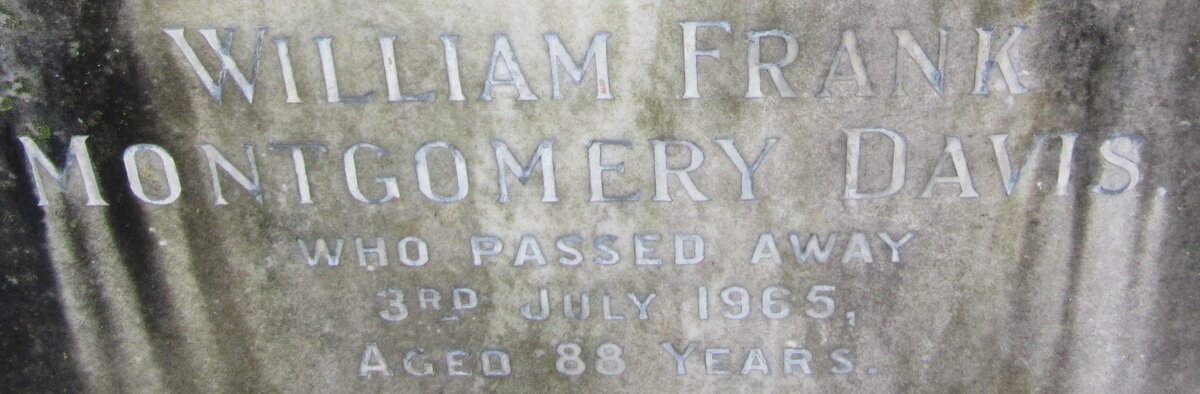 WILLIAM FRANK
MONTGOMERY DAVIS.
WHO PASSED AWAY
3RD JULY 1965,
AGED 88 YEARS.